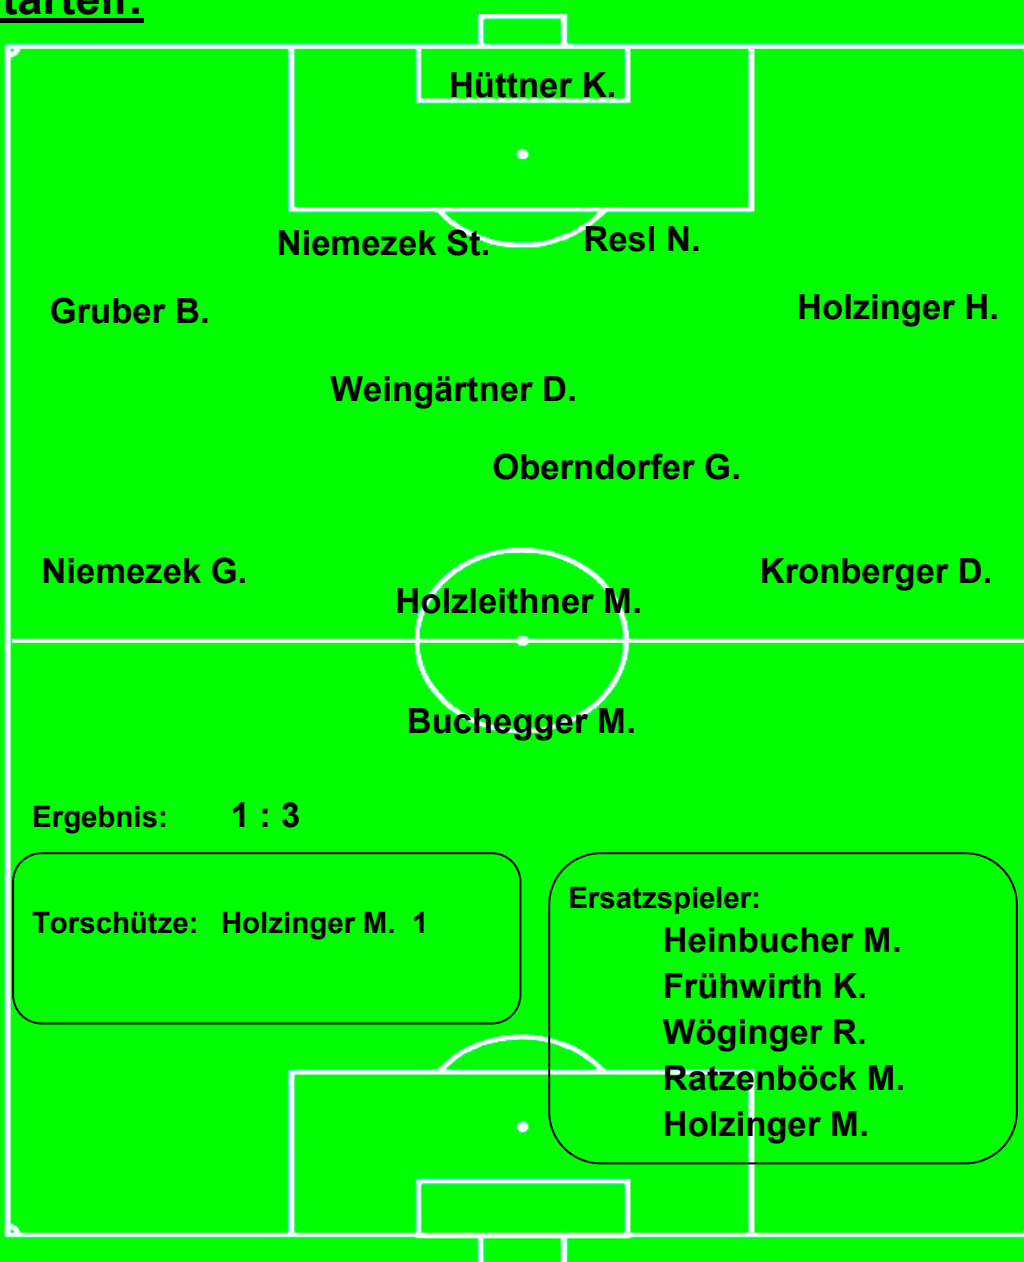 Hüttner K.
Niemezek St. Resl N.
Gruber B. Holzinger H.
Weingärtner D.
Oberndorfer G.
Niemezek G. Kronberger D.
Holzleithner M.
Buchegger M.
Ergebnis: 1 : 3
Torschütze: Holzinger M. 1
Ersatzspieler:
Heinbucher M.
Frühwirth K.
Wöginger R.
Ratzenböck M.
Holzinger M.